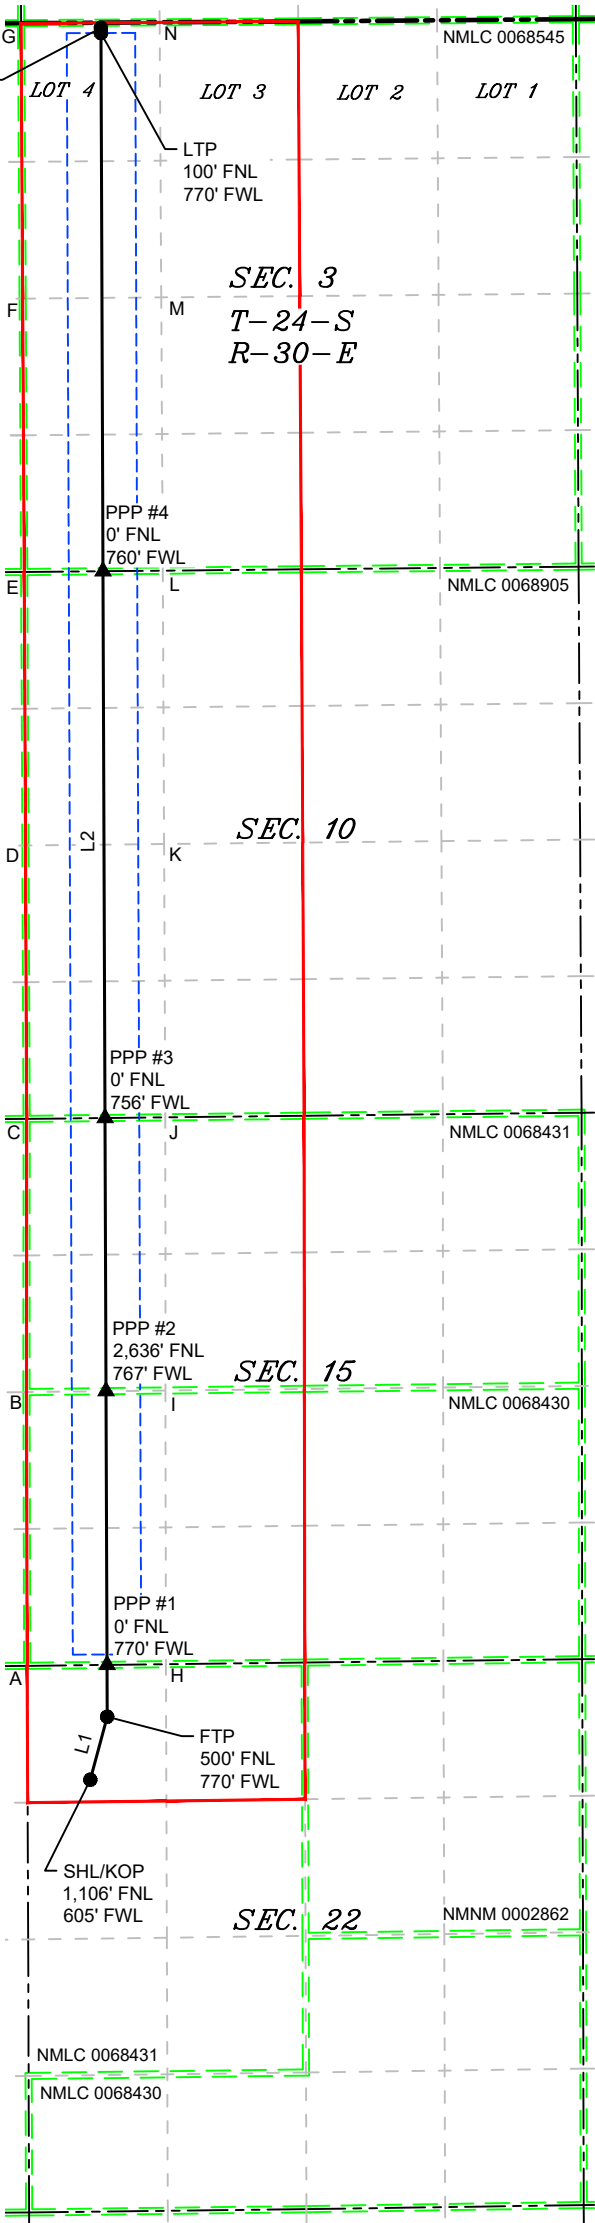 G
N
NMLC 0068545
LOT 4
LOT 3
LOT 2
LOT 1
LTP
100' FNL
770' FWL
SEC. 3
T-24-S
R-30-E
F
M
PPP #4
0' FNL
760' FWL
E
L
NMLC 0068905
L2
SEC. 10
D
K
PPP #3
0' FNL
756' FWL
C
J
NMLC 0068431
PPP #2
2,636' FNL
767' FWL
SEC. 15
B
I
NMLC 0068430
PPP #1
0' FNL
770' FWL
A
H
L1
FTP
500' FNL
770' FWL
SHL/KOP
1,106' FNL
605' FWL
SEC. 22
NMNM 0002862
NMLC 0068431
NMLC 0068430